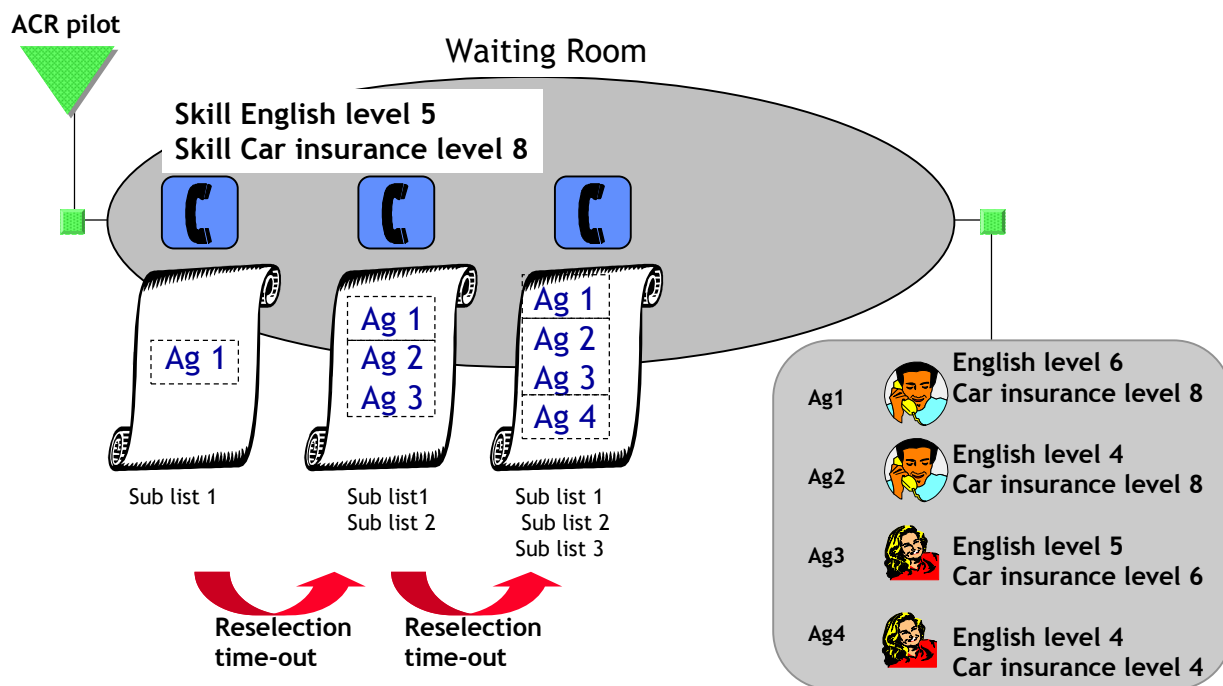 ACR pilot
Waiting Room
Skill English level 5
Skill Car insurance level 8
Ag 1
Ag 1
Ag 2
Ag 3
Ag 1
Ag 2
Ag 3
Ag 4
Sub list 1
Sub list1
Sub list 2
Sub list 1
Sub list 2
Sub list 3
Reselection
time-out
Reselection
time-out
Ag1
English level 6
Car insurance level 8
Ag2
English level 4
Car insurance level 8
Ag3
English level 5
Car insurance level 6
Ag4
English level 4
Car insurance level 4